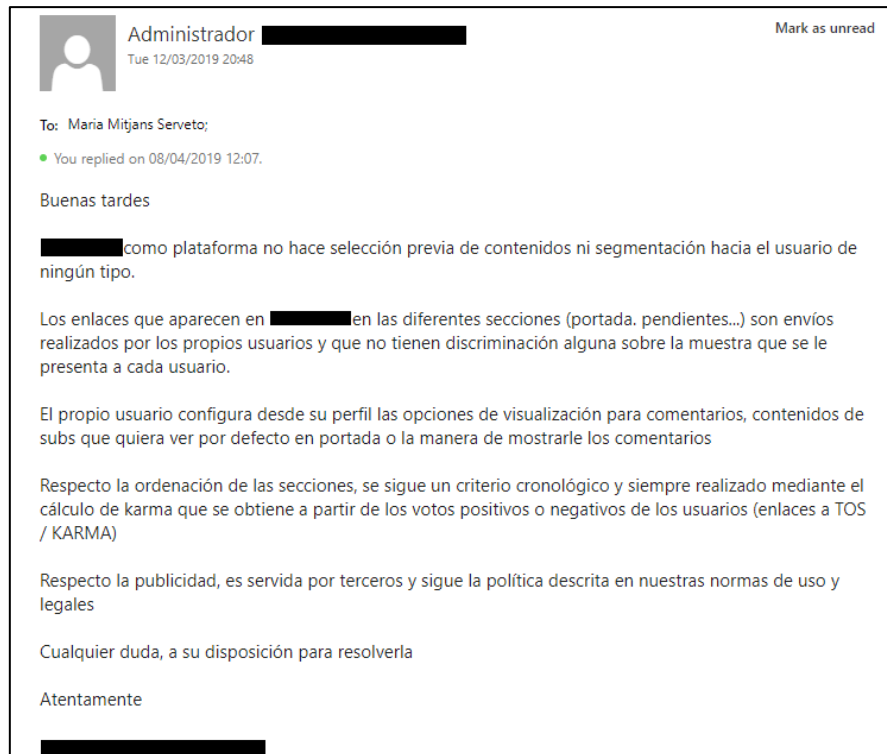 Administrador
Mark as unread
Tue 12/03/2019 20:48
To: Maria Mitjans Serveto;
You replied on 08/04/2019 12:07.
Buenas tardes
como plataforma no hace selección previa de contenidos ni segmentación hacia el usuario de
ningún tipo.
Los enlaces que aparecen en en las diferentes secciones (portada. pendientes...) son envíos
realizados por los propios usuarios y que no tienen discriminación alguna sobre la muestra que se le
presenta a cada usuario.
El propio usuario configura desde su perfil las opciones de visualización para comentarios, contenidos de
subs que quiera ver por defecto en portada o la manera de mostrarle los comentarios
Respecto la ordenación de las secciones, se sigue un criterio cronológico y siempre realizado mediante el
cálculo de karma que se obtiene a partir de los votos positivos o negativos de los usuarios (enlaces a TOS
/ KARMA)
Respecto la publicidad, es servida por terceros y sigue la política descrita en nuestras normas de uso y
legales
Cualquier duda, a su disposición para resolverla
Atentamente